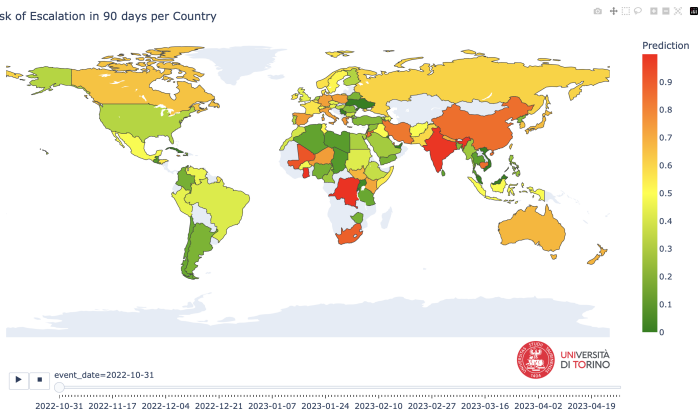 sk of Escalation in 90 days per Country
Prediction
0.9
0.8
0.7
0.6
0.5
0.4
0.3
0.2
0.1
0
UNIVERSITÀ
DI TORINO
event_date=2022-10-31
2022-10-31 2022-11-17 2022-12-04 2022-12-21 2023-01-07 2023-01-24 2023-02-10 2023-02-27 2023-03-16 2023-04-02 2023-04-19